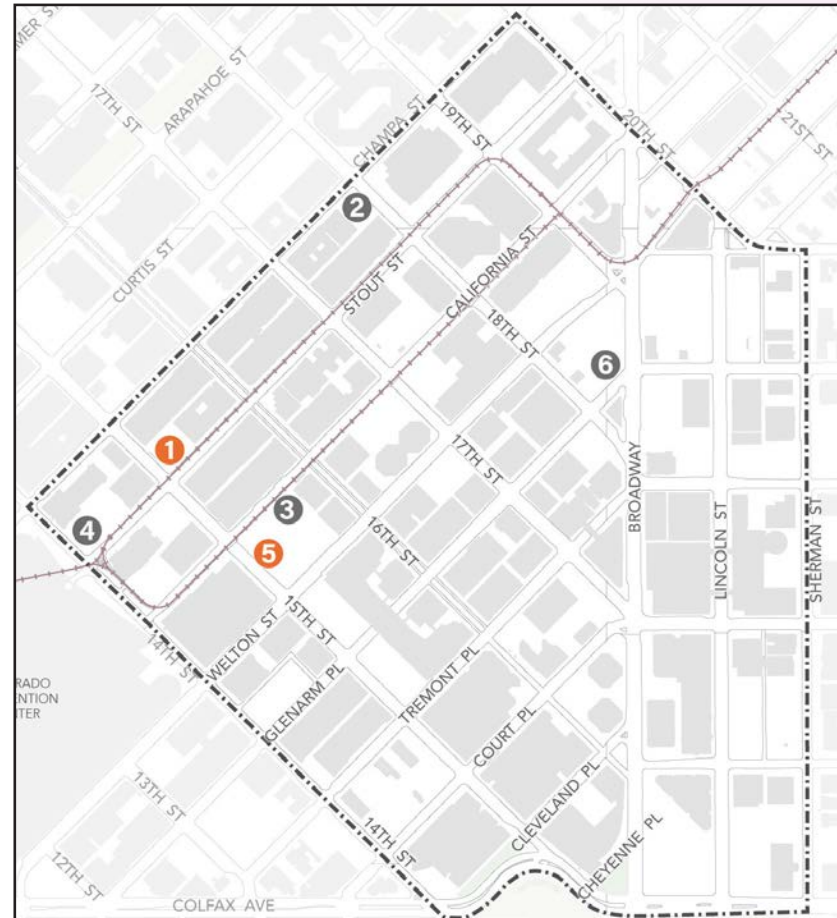 MER ST
17TH ST
ARAPAHOE ST
CHAMPA ST
19TH ST
20TH ST
21ST ST
2
CURTIS ST
STOUT ST
CALIFORNIA ST
18TH ST
6
1
17TH ST
BROADWAY
3
4
16TH ST
LINCOLN ST
SHERMAN ST
5
14TH ST
WELTON ST
15TH ST
RADO
ENTION
TER
GLENARM PL
TREMONT PL
COURT PL
13TH ST
CLEVELAND PL
14TH ST
CHEYENNE PL
12TH ST
COLFAX AVE